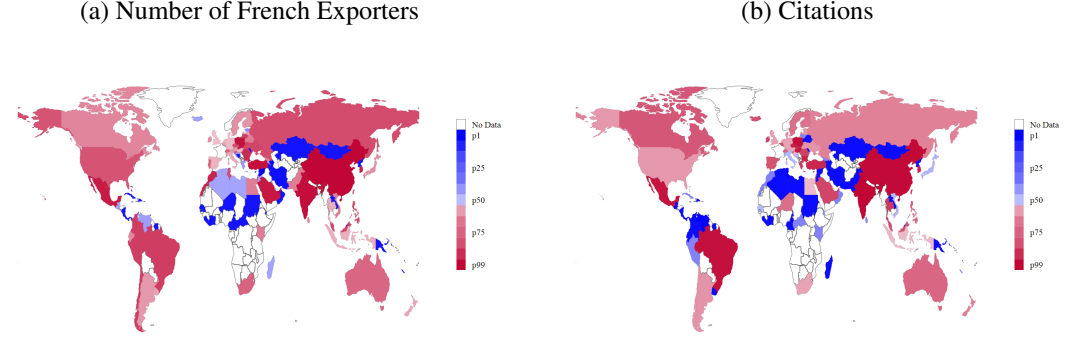 (a) Number of French Exporters
No Data
p1
p25
p50
p75
p99
(b) Citations
No Data
p1
p25
p50
p75
p99